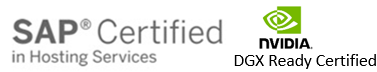 SAP® Certified
in Hosting Services
NVIDIA.
DGX Ready Certified